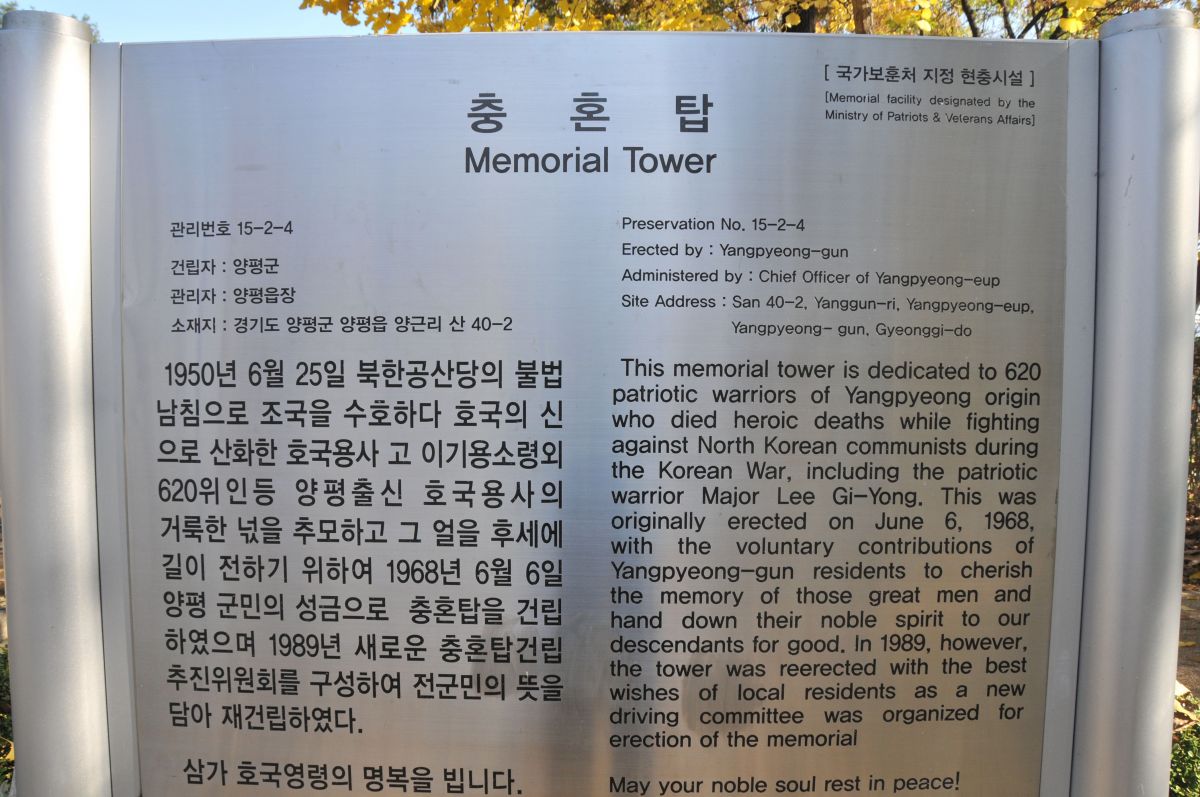 [ 국가보훈처 지정 현충시설 ]
[Memorial facility designated by the
Ministry of Patriots & Veterans Affairs]
충 혼 탑
Memorial Tower
관리번호 15-2-4
건립자 : 양평군
관리자 : 양평읍장
소재지 : 경기도 양평군 양평읍 양근리 산 40-2
1950년 6월 25일 북한공산당의 불법
남침으로 조국을 수호하다 호국의 신
으로 산화한 호국용사 고 이기용소령외
620위인등 양평출신 호국용사의
거룩한 넋을 추모하고 그 얼을 후세에
길이 전하기 위하여 1968년 6월 6일
양평 군민의 성금으로 충혼탑을 건립
하였으며 1989년 새로운 충혼탑건립
추진위원회를 구성하여 전군민의 뜻을
담아 재건립하였다.
삼가 호국영령의 명복을 빕니다.
Preservation No. 15-2-4
Erected by : Yangpyeong-gun
Administered by : Chief Officer of Yangpyeong-eup
Site Address : San 40-2, Yanggun-ri, Yangpyeong-eup,
Yangpyeong- gun, Gyeonggi-do
This memorial tower is dedicated to 620
patriotic warriors of Yangpyeong origin
who died heroic deaths while fighting
against North Korean communists during
the Korean War, including the patriotic
warrior Major Lee Gi-Yong. This was
originally erected on June 6, 1968,
with the voluntary contributions of
Yangpyeong-gun residents to cherish
the memory of those great men and
hand down their noble spirit to our
descendants for good. In 1989, however,
the tower was reerected with the best
wishes of local residents as a new
driving committee was organized for
erection of the memorial
May your noble soul rest in peace!